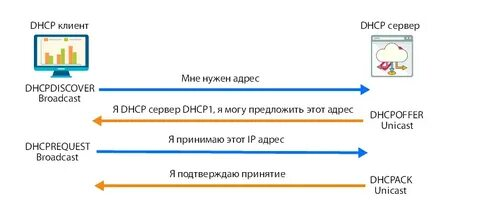 DHCP клиент
DHCP сервер
Мне нужен адрес
DHCPDISCOVER
Broadcast
Я DHCP сервер DHCP1, я могу предложить этот адрес
DHCPOFFER
Unicast
DHCPREQUEST
Broadcast
Я принимаю этот IP адрес
Я подтверждаю принятие
DHCPACK
Unicast